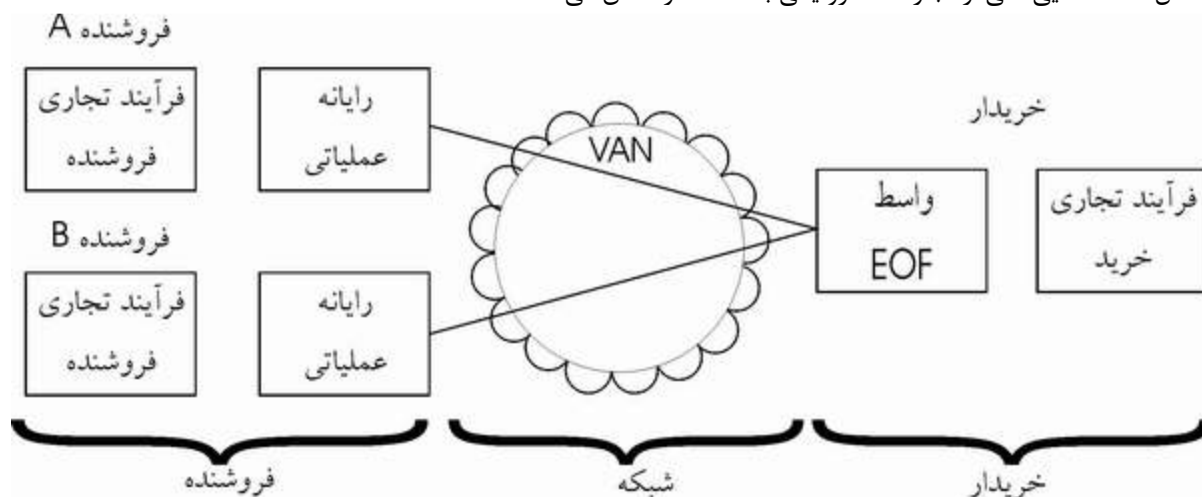 فروشنده A
فرآیند تجاری
فروشنده
رایانه
عملیاتی
VAN
خریدار
واسط
EOF
فرآیند تجاری
خرید
فروشنده B
فرآیند تجاری
فروشنده
رایانه
عملیاتی
خریدار
شبکه
فروشنده